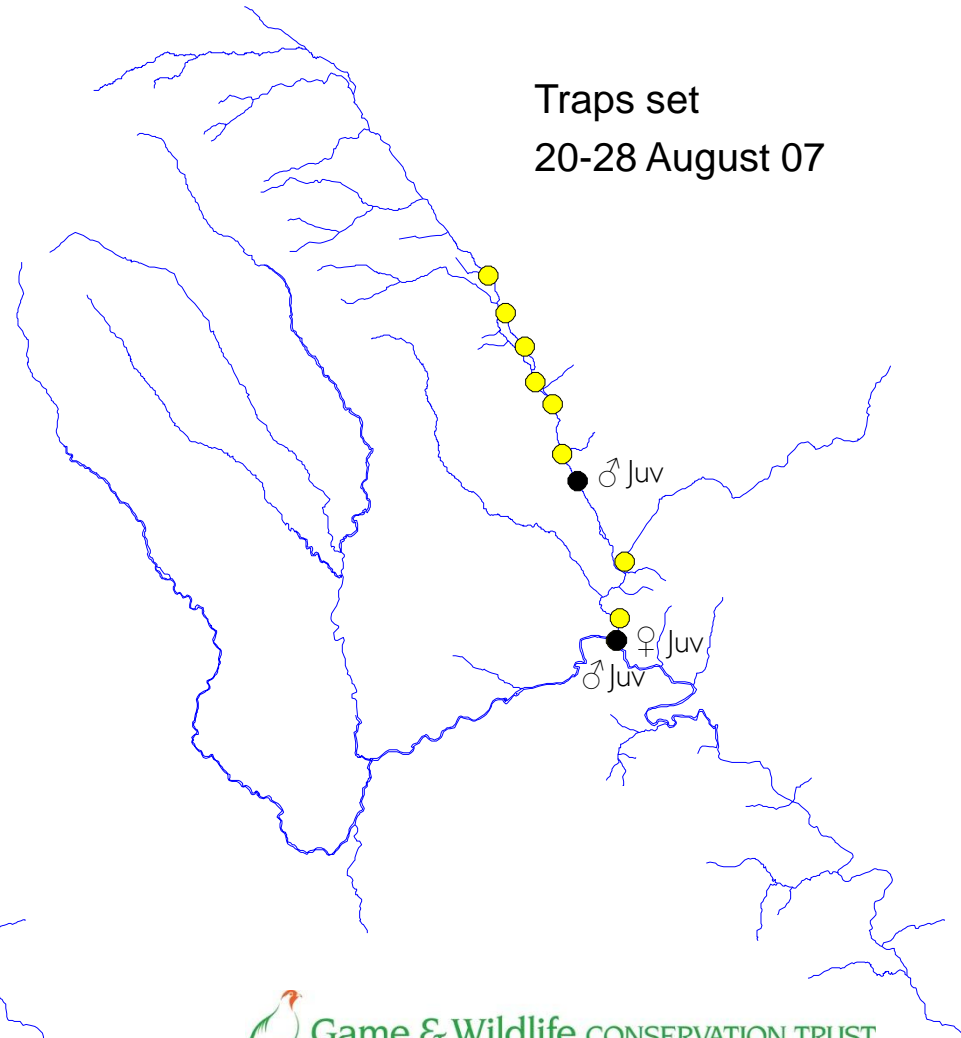 Traps set
20-28 August 07
♂ Juv
♀ Juv
♂ Juv
Game & Wildlife CONSERVATION TRUST